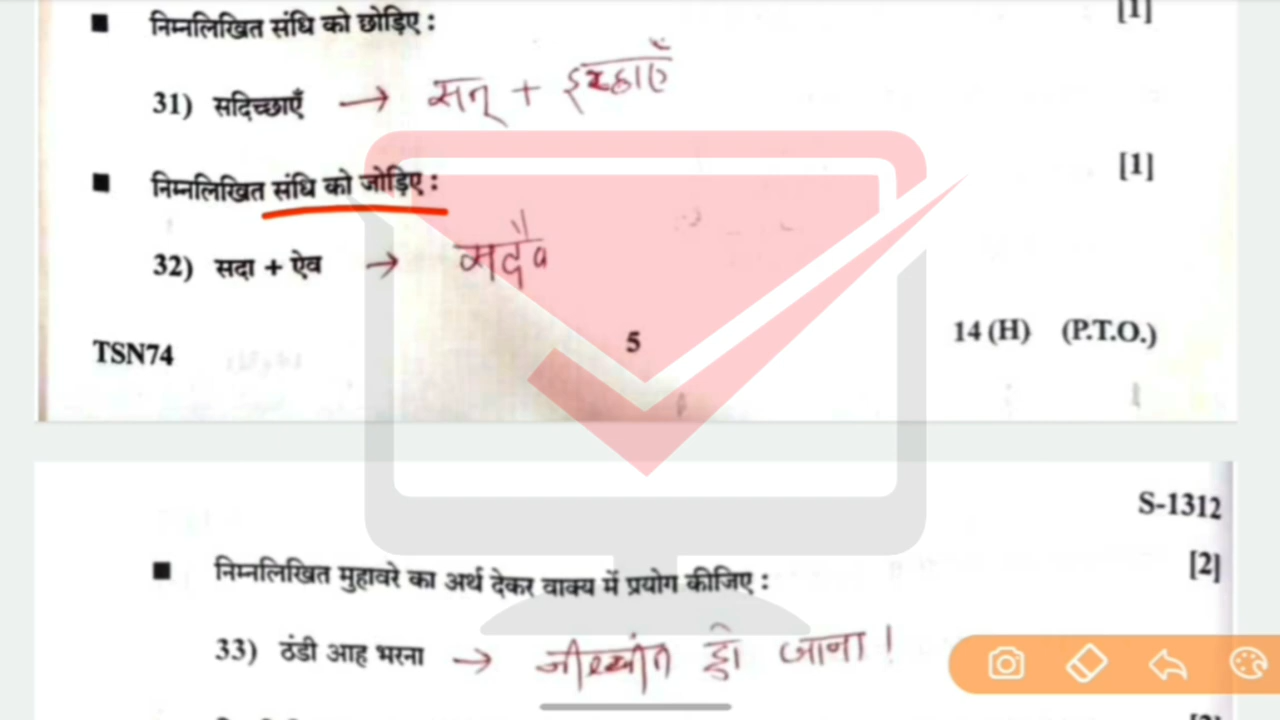 ■ निम्नलिखित संधि को छोड़िए : [1]
31) सदिच्छाएँ → सन् + इच्छाएँ
■ निम्नलिखित संधि को जोड़िए : [1]
32) सदा + ऐव → सदैव
TSN74 5 14 (H) (P.T.O.)
S-1312
■ निम्नलिखित मुहावरे का अर्थ देकर वाक्य में प्रयोग कीजिए : [2]
33) ठंडी आह भरना → हो जाना !